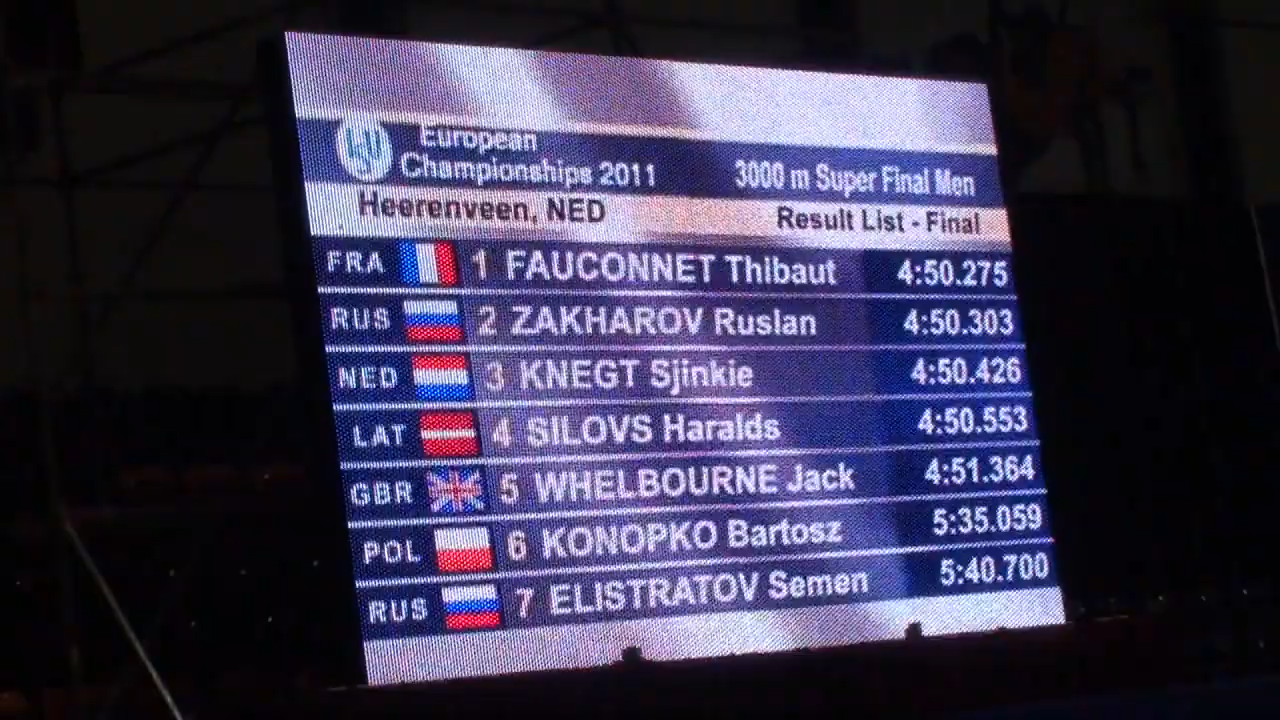 ISU
European
Championships 2011
3000 m Super Final Men
Heerenveen, NED
Result List - Final
FRA 1 FAUCONNET Thibaut 4:50.275
RUS 2 ZAKHAROV Ruslan 4:50.303
NED 3 KNEGT Sjinkie 4:50.426
LAT 4 SILOVS Haralds 4:50.553
GBR 5 WHELBOURNE Jack 4:51.364
POL 6 KONOPKO Bartosz 5:35.059
RUS 7 ELISTRATOV Semen 5:40.700